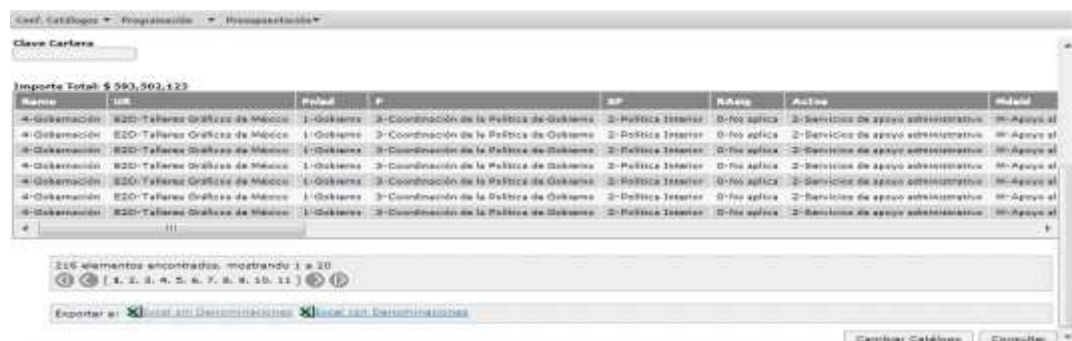 Conf. Catálogos Programación Presupuestación
Clave Cartera
Importe Total: $ 593,502,123
Ramo UR Polad F SF RAsig Activa Modald
4-Gobernación E2D-Talleres Gráficos de México 1-Gobierno 3-Coordinación de la Política de Gobierno 2-Política Interior 0-No aplica 2-Servicios de apoyo administrativo M-Apoyo al
4-Gobernación E2D-Talleres Gráficos de México 1-Gobierno 3-Coordinación de la Política de Gobierno 2-Política Interior 0-No aplica 2-Servicios de apoyo administrativo M-Apoyo al
4-Gobernación E2D-Talleres Gráficos de México 1-Gobierno 3-Coordinación de la Política de Gobierno 2-Política Interior 0-No aplica 2-Servicios de apoyo administrativo M-Apoyo al
4-Gobernación E2D-Talleres Gráficos de México 1-Gobierno 3-Coordinación de la Política de Gobierno 2-Política Interior 0-No aplica 2-Servicios de apoyo administrativo M-Apoyo al
4-Gobernación E2D-Talleres Gráficos de México 1-Gobierno 3-Coordinación de la Política de Gobierno 2-Política Interior 0-No aplica 2-Servicios de apoyo administrativo M-Apoyo al
4-Gobernación E2D-Talleres Gráficos de México 1-Gobierno 3-Coordinación de la Política de Gobierno 2-Política Interior 0-No aplica 2-Servicios de apoyo administrativo M-Apoyo al
4-Gobernación E2D-Talleres Gráficos de México 1-Gobierno 3-Coordinación de la Política de Gobierno 2-Política Interior 0-No aplica 2-Servicios de apoyo administrativo M-Apoyo al
216 elementos encontrados, mostrando 1 a 20
[ 1, 2, 3, 4, 5, 6, 7, 8, 9, 10, 11 ]
Exportar a: Excel sin Denominaciones Excel con Denominaciones
Cambiar Catálogo Consultar